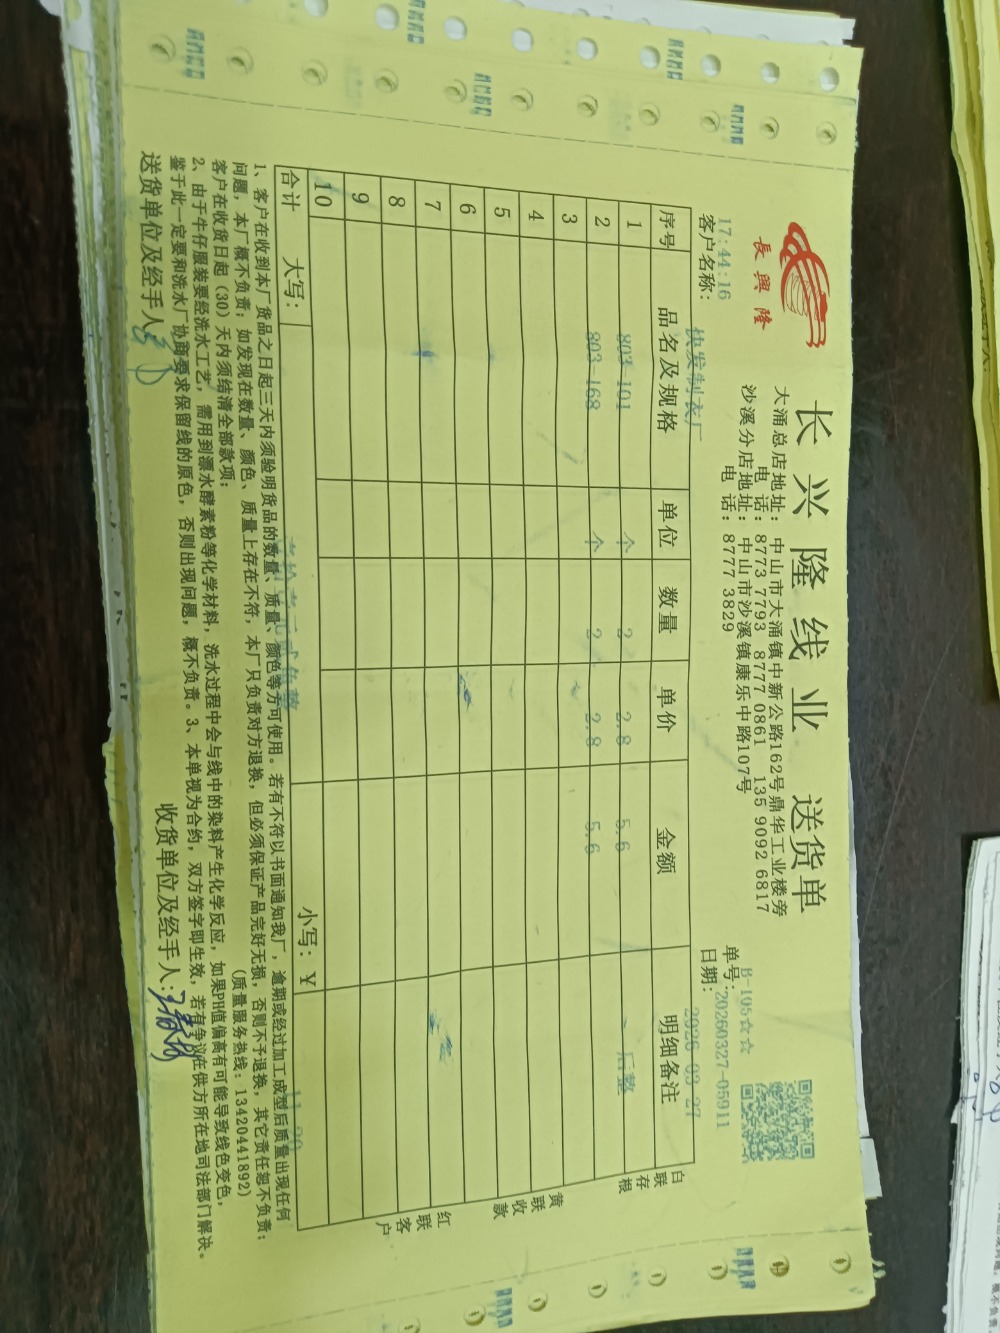 长兴隆线业 送货单
長興隆
大涌总店地址：中山市大涌镇中新公路162号鼎华工业楼旁
电话：8773 7793 8777 0861 135 9092 6817
沙溪分店地址：中山市沙溪镇康乐中路107号
电话：8777 3829
B-105☆☆
单号：20260327-05911
17:44:16
客户名称：快发制衣厂
日期：2026-03-27
序号 品名及规格 单位 数量 单价 金额 明细备注
1 803-101 个 2 2.8 5.6 后整
2 803-168 个 2 2.8 5.6
3
4
5
6
7
8
9
10
合计 大写： 小写：¥ 11.20
白联存根
黄联收款
红联客户
1、客户在收到本厂货品之日起三天内须验明货品的数量、质量、颜色等方可使用。若有不符以书面通知我厂，逾期或经过加工成型后质量出现任何
问题，本厂概不负责；如发现在数量、颜色、质量上存在不符，本厂只负责对方退换，但必须保证产品完好无损，否则不予退换，其它责任恕不负责；
客户在收货日起（30）天内须结清全部款项； （质量服务热线：13420441892）
2、由于牛仔服装要经洗水工艺，需用到漂水酵素粉等化学材料，洗水过程中会与线中的染料产生化学反应，如果PH值偏高有可能导致线色变色，
鉴于此一定要和洗水厂协商要求保留线的原色，否则出现问题，概不负责。3、本单视为合约，双方签字即生效，若有争议在供方所在地司法部门解决。
送货单位及经手人： 收货单位及经手人：